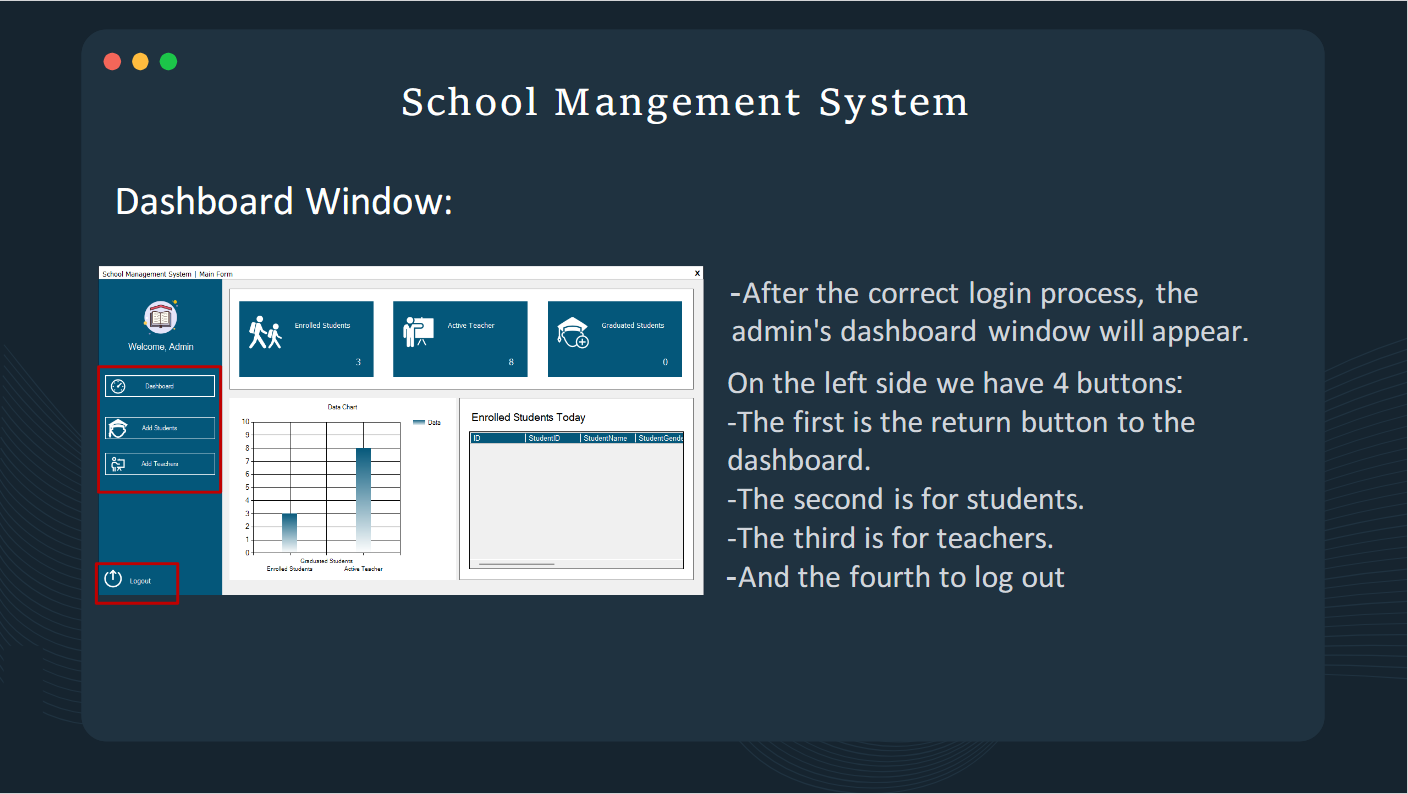 School Mangement System
Dashboard Window:
School Management System | Main Form
X
Welcome, Admin
Dashboard
Add Students
Add Teachers
Logout
Enrolled Students
3
Active Teacher
8
Graduated Students
0
Data Chart
Data
10
9
8
7
6
5
4
3
2
1
0
Graduated Students
Enrolled Students Active Teacher
Enrolled Students Today
ID StudentID StudentName StudentGende
-After the correct login process, the
admin's dashboard window will appear.
On the left side we have 4 buttons:
-The first is the return button to the
dashboard.
-The second is for students.
-The third is for teachers.
-And the fourth to log out